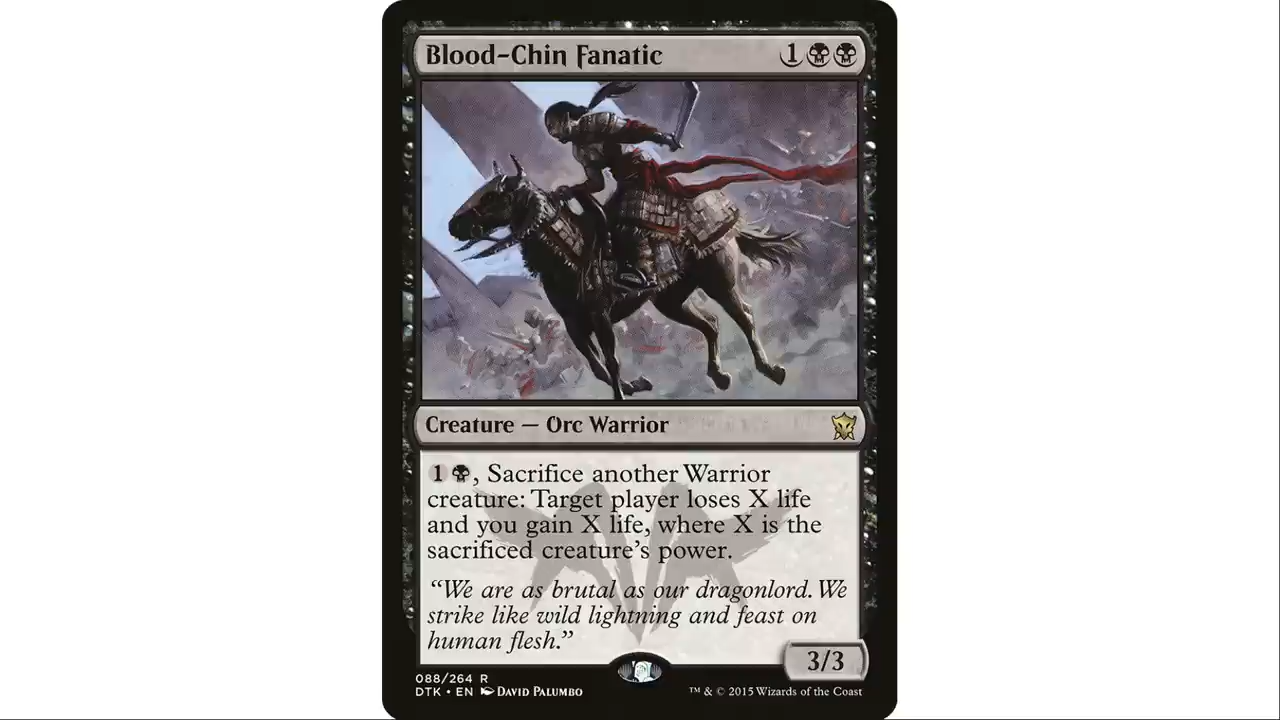 Blood-Chin Fanatic 1
Creature — Orc Warrior
1 , Sacrifice another Warrior
creature: Target player loses X life
and you gain X life, where X is the
sacrificed creature's power.
“We are as brutal as our dragonlord. We
strike like wild lightning and feast on
human flesh.”
3/3
088/264 R
DTK • EN David Palumbo
™ & © 2015 Wizards of the Coast